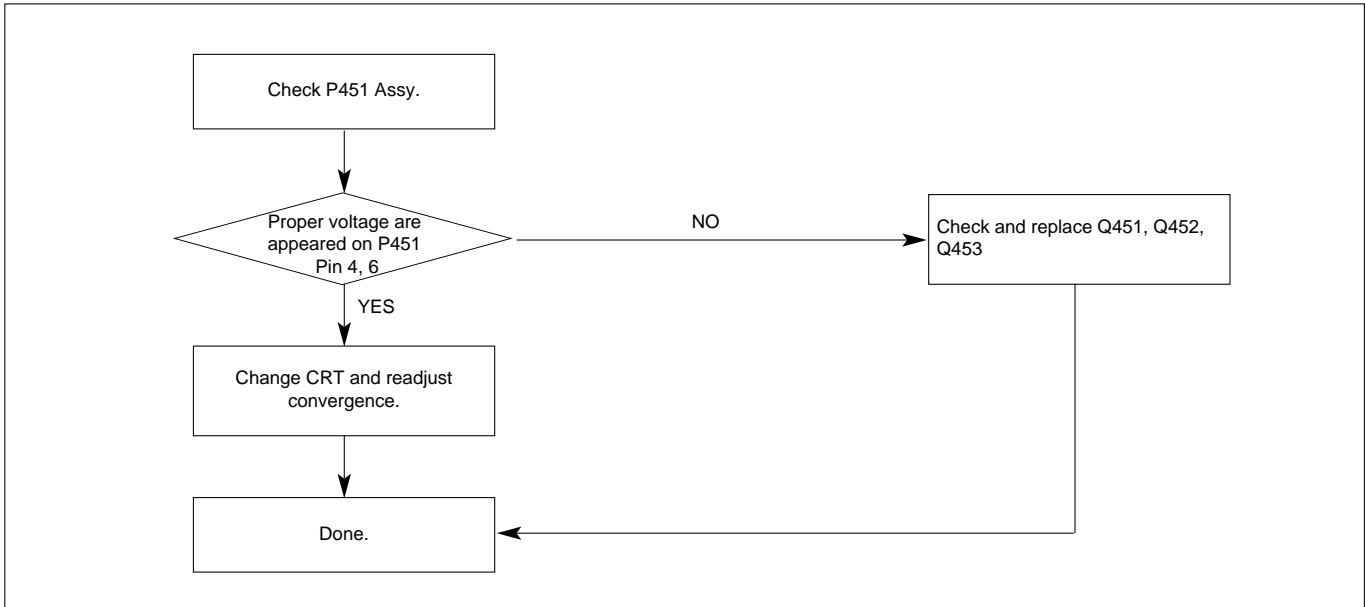 Check P451 Assy.
Proper voltage are
appeared on P451
Pin 4, 6
NO
Check and replace Q451, Q452,
Q453
YES
Change CRT and readjust
convergence.
Done.